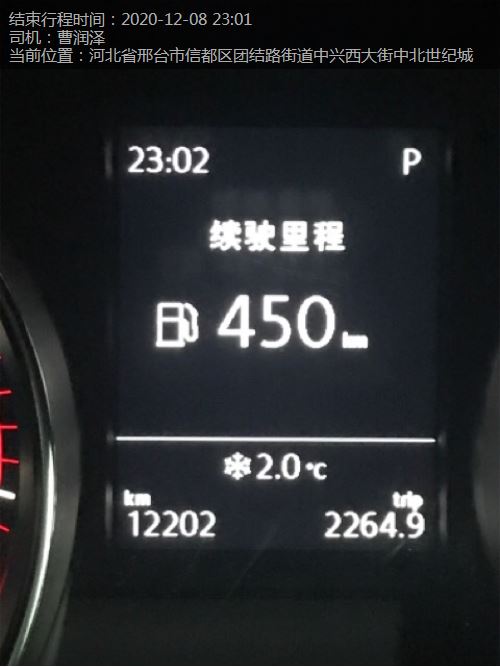 结束行程时间：2020-12-08 23:01
司机：曹润泽
当前位置：河北省邢台市信都区团结路街道中兴西大街中北世纪城
23:02 P
续驶里程
450 km
2.0 °C
km trip
12202 2264.9